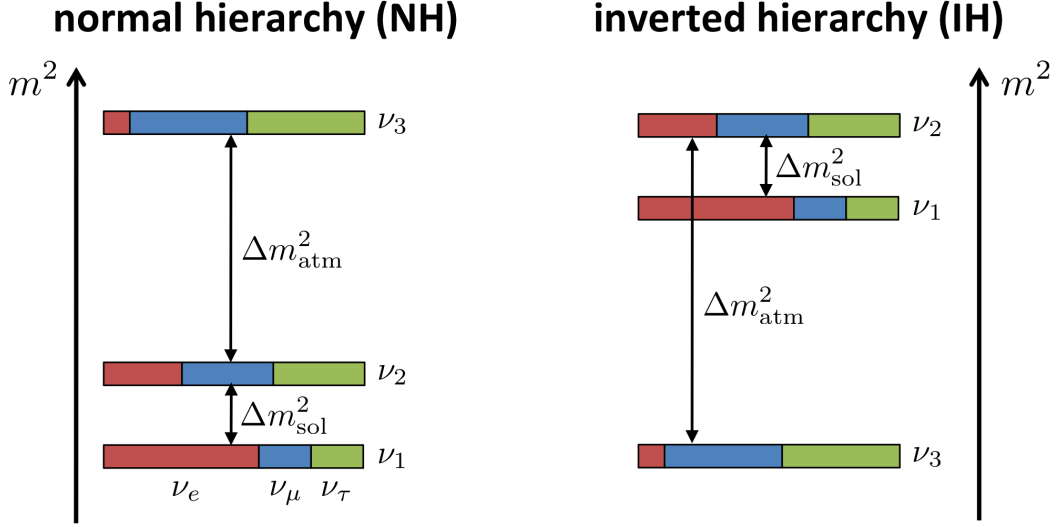 normal hierarchy (NH)
m²
ν₃
Δm²atm
ν₂
Δm²sol
ν₁
νe νμ ντ
inverted hierarchy (IH)
m²
ν₂
Δm²sol
ν₁
Δm²atm
ν₃